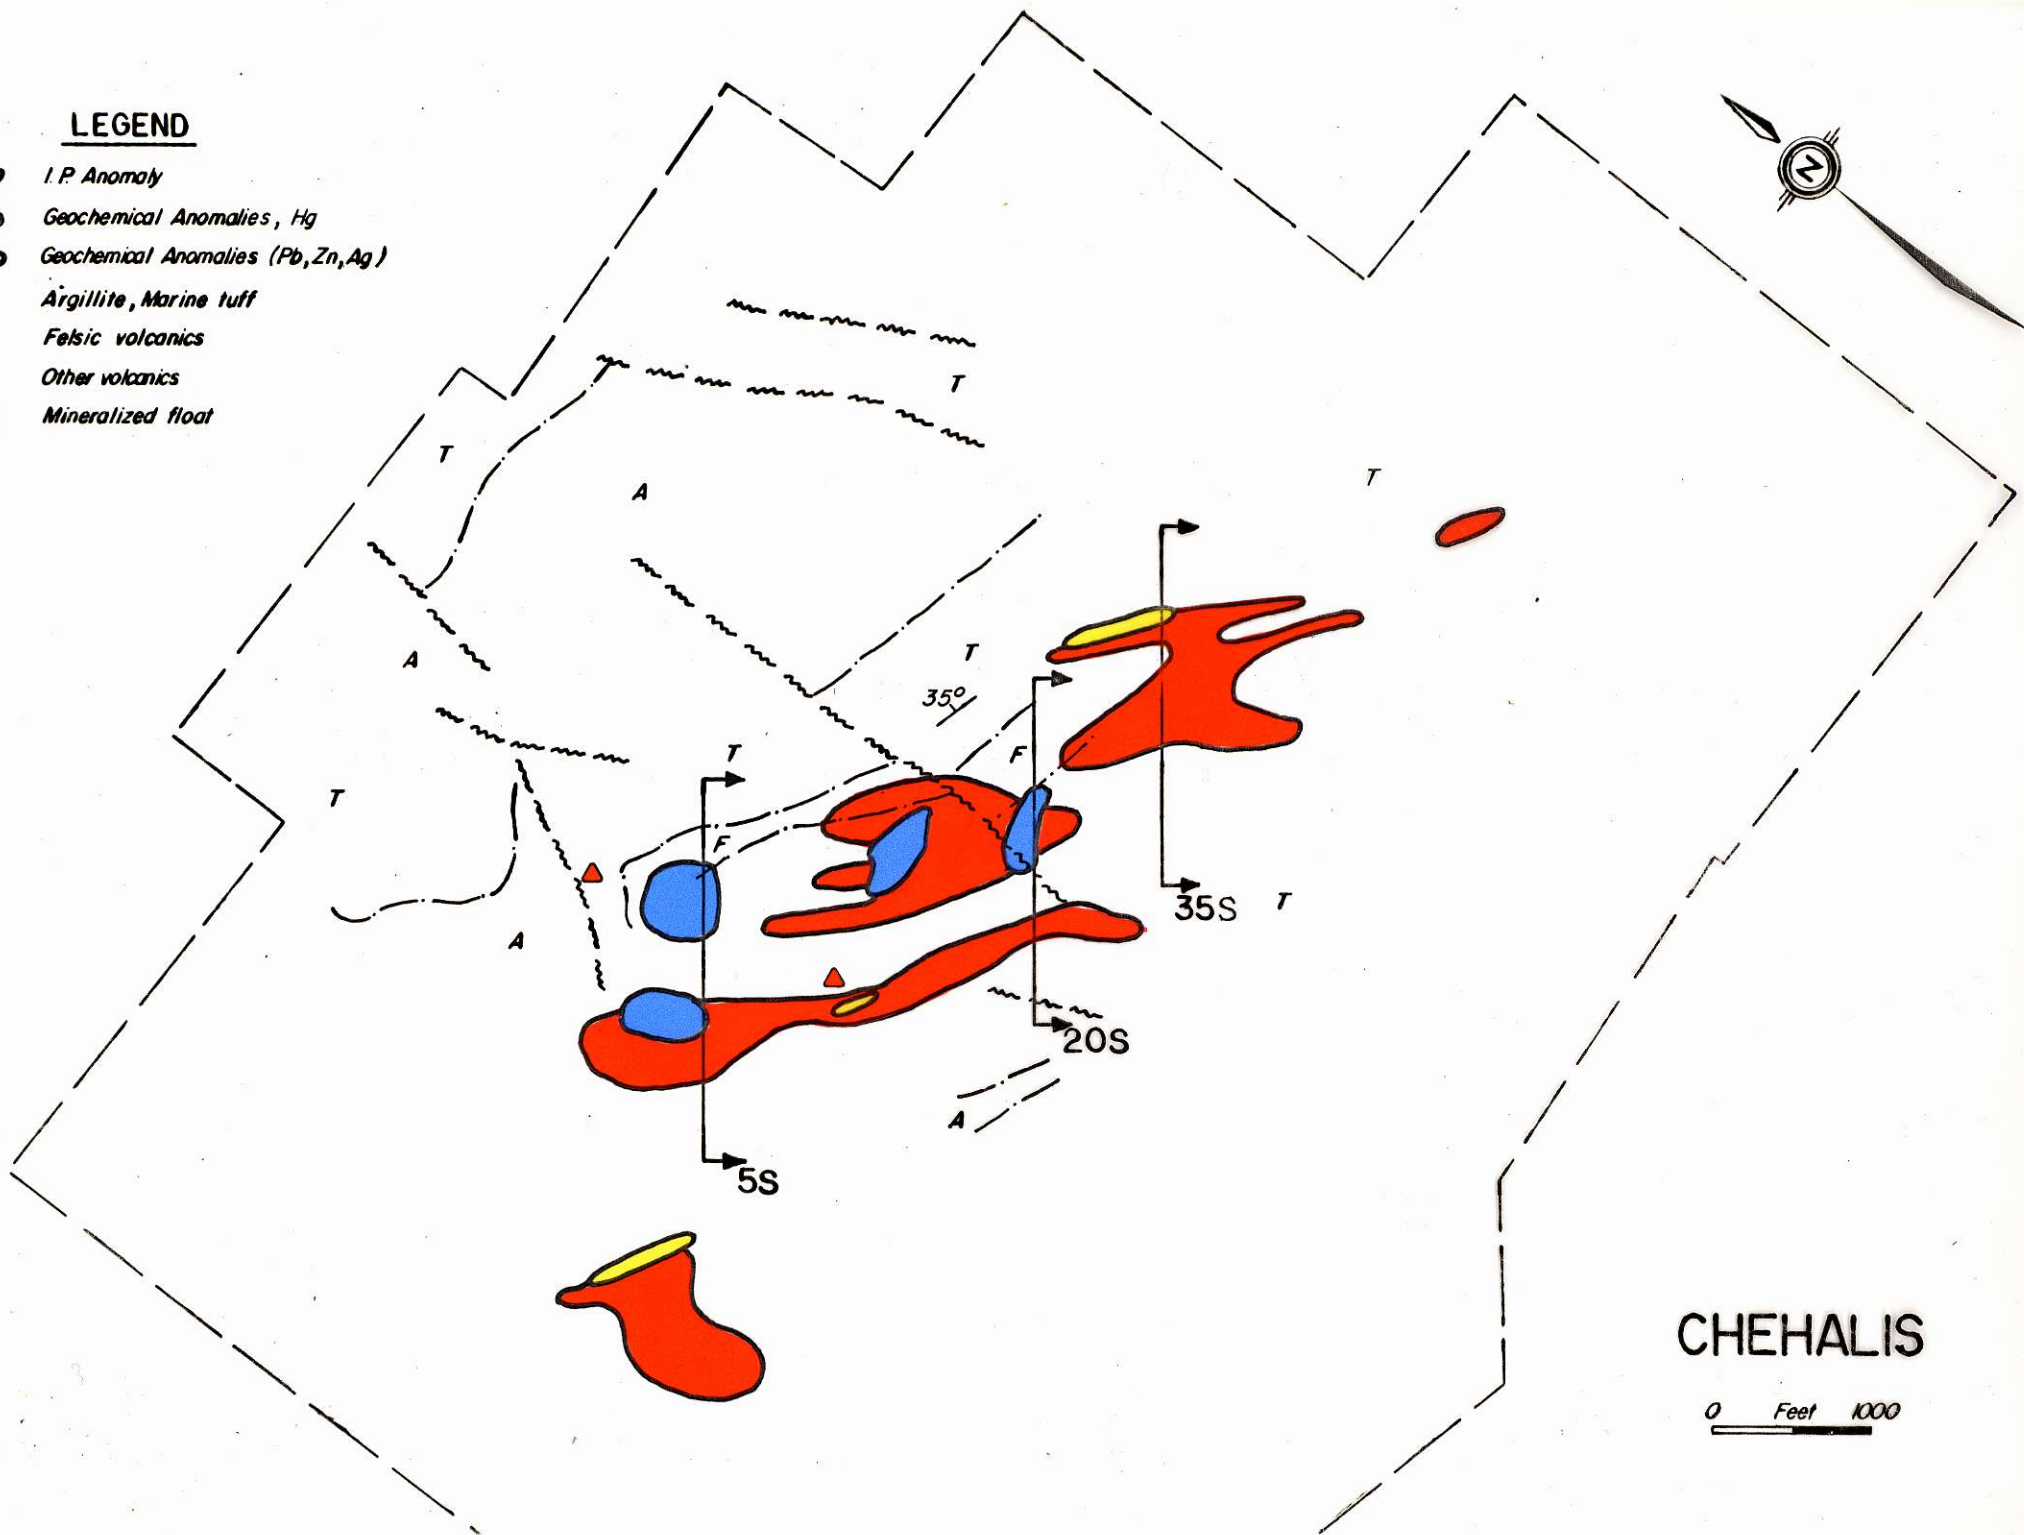 LEGEND
I.P. Anomaly
Geochemical Anomalies, Hg
Geochemical Anomalies (Pb,Zn,Ag)
Argillite, Marine tuff
Felsic volcanics
Other volcanics
Mineralized float
N
T
T
A
T
A
T
35°
T
F
T
F
A
35S
T
20S
A
5S
CHEHALIS
0 Feet 1000